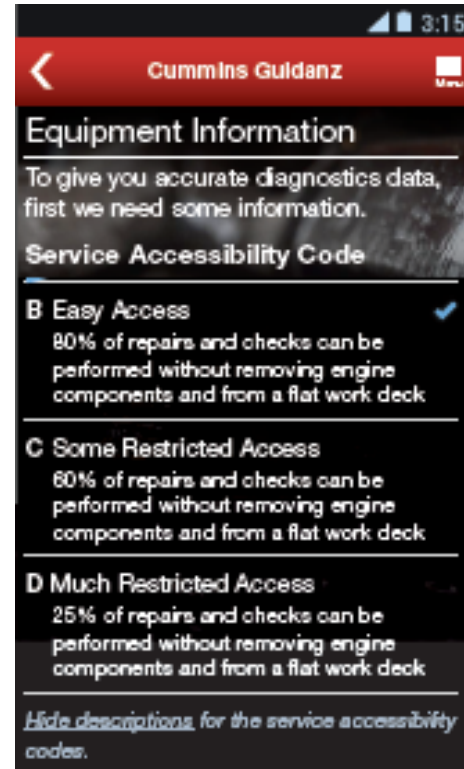 3:15
Cummins Guidanz
Menu
Equipment Information
To give you accurate diagnostics data,
first we need some information.
Service Accessibility Code
B Easy Access
80% of repairs and checks can be
performed without removing engine
components and from a flat work deck
C Some Restricted Access
60% of repairs and checks can be
performed without removing engine
components and from a flat work deck
D Much Restricted Access
25% of repairs and checks can be
performed without removing engine
components and from a flat work deck
Hide descriptions for the service accessibility
codes.